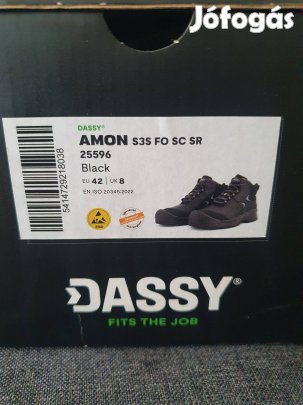 Jófogás
DASSY®
AMON S3S FO SC SR
25596
Black
EU 42 | UK 8
EN ISO 20345:2022
5414729218038
ESD
DASSY®
FITS THE JOB